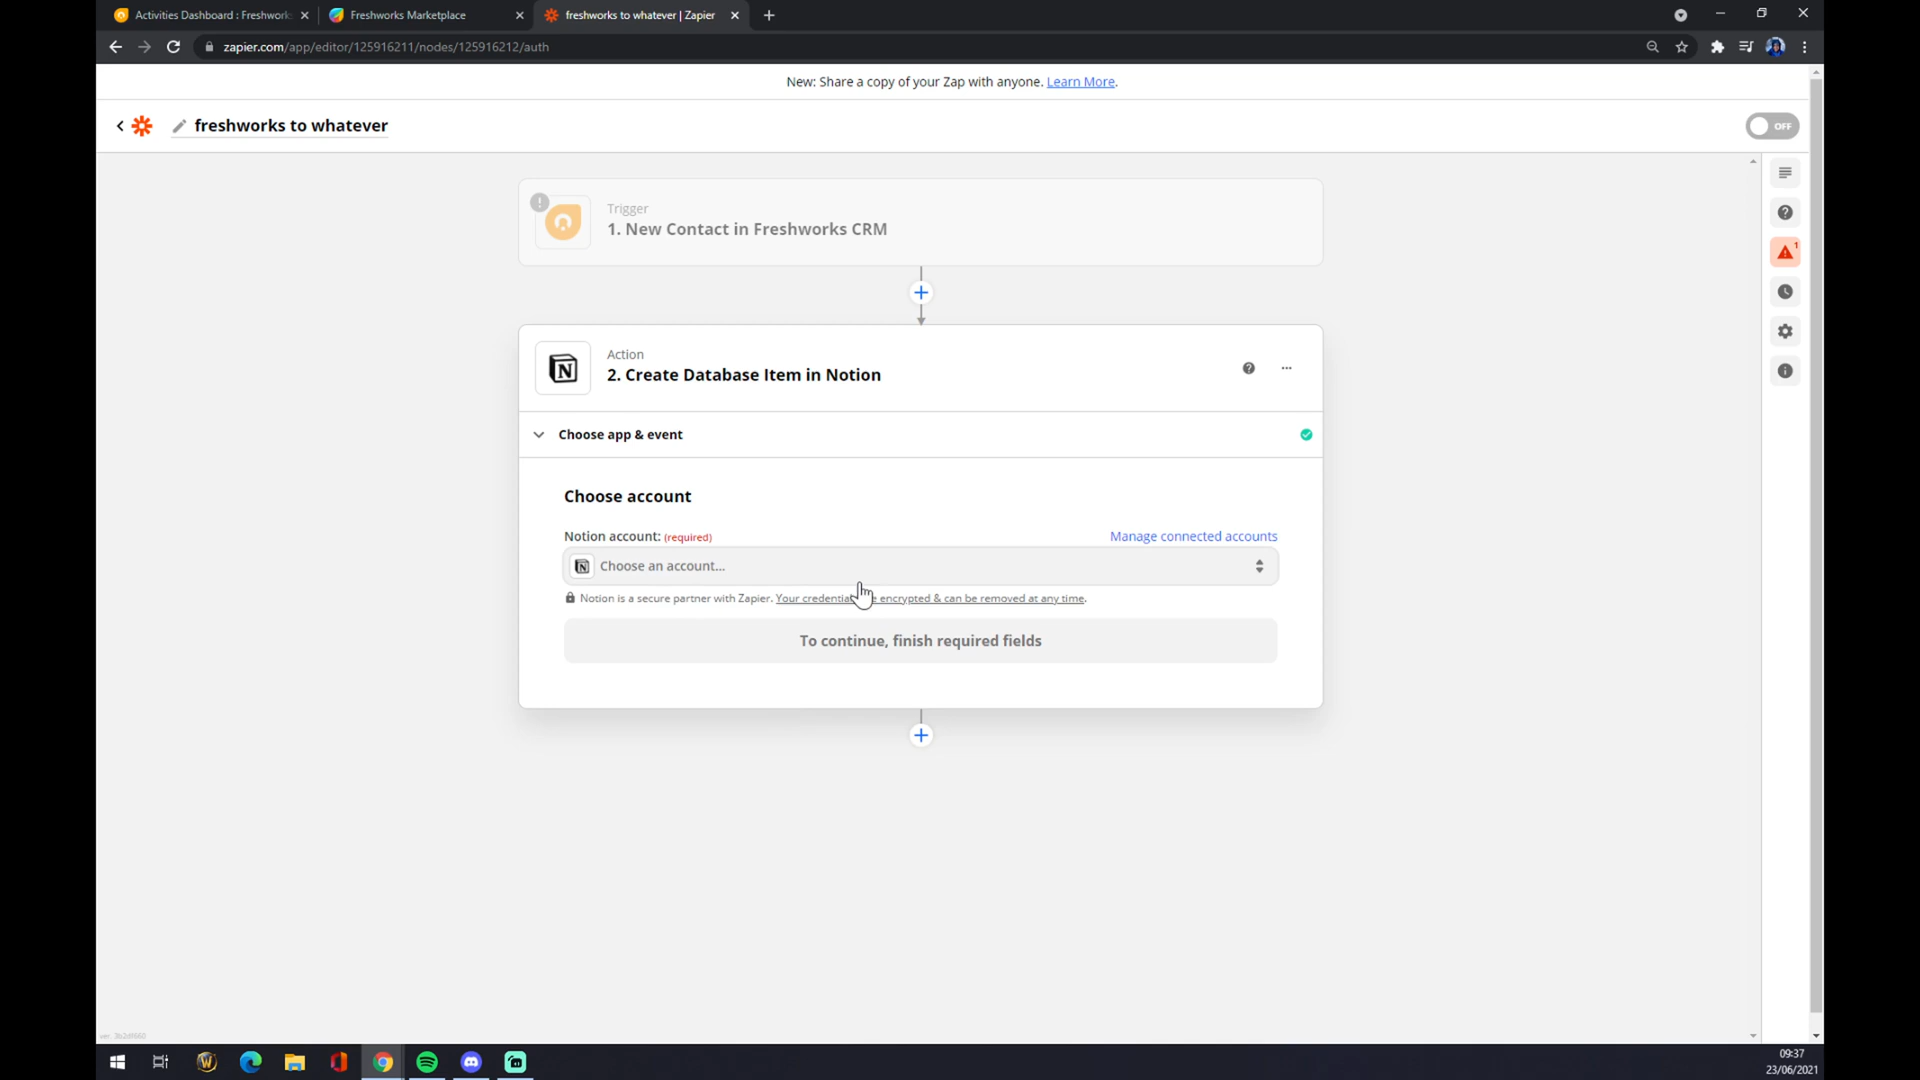 Activities Dashboard : Freshworks
Freshworks Marketplace
freshworks to whatever | Zapier
zapier.com/app/editor/125916211/nodes/125916212/auth
New: Share a copy of your Zap with anyone. Learn More.
freshworks to whatever
OFF
Trigger
1. New Contact in Freshworks CRM
1
Action
2. Create Database Item in Notion
Choose app & event
Choose account
Notion account: (required)
Manage connected accounts
Choose an account...
Notion is a secure partner with Zapier. Your credentia e encrypted & can be removed at any time.
To continue, finish required fields
09:37
23/06/2021